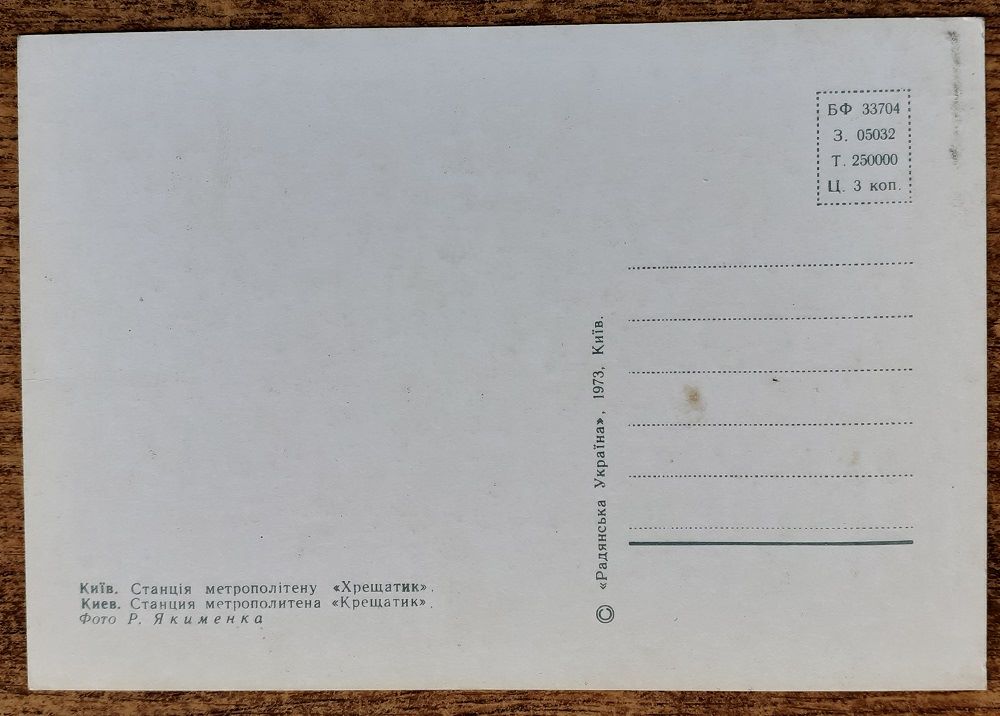 БФ 33704
З. 05032
Т. 250000
Ц. 3 коп.
© «Радянська Україна», 1973, Київ.
Київ. Станція метрополітену «Хрещатик».
Киев. Станция метрополитена «Крещатик».
Фото Р. Якименка